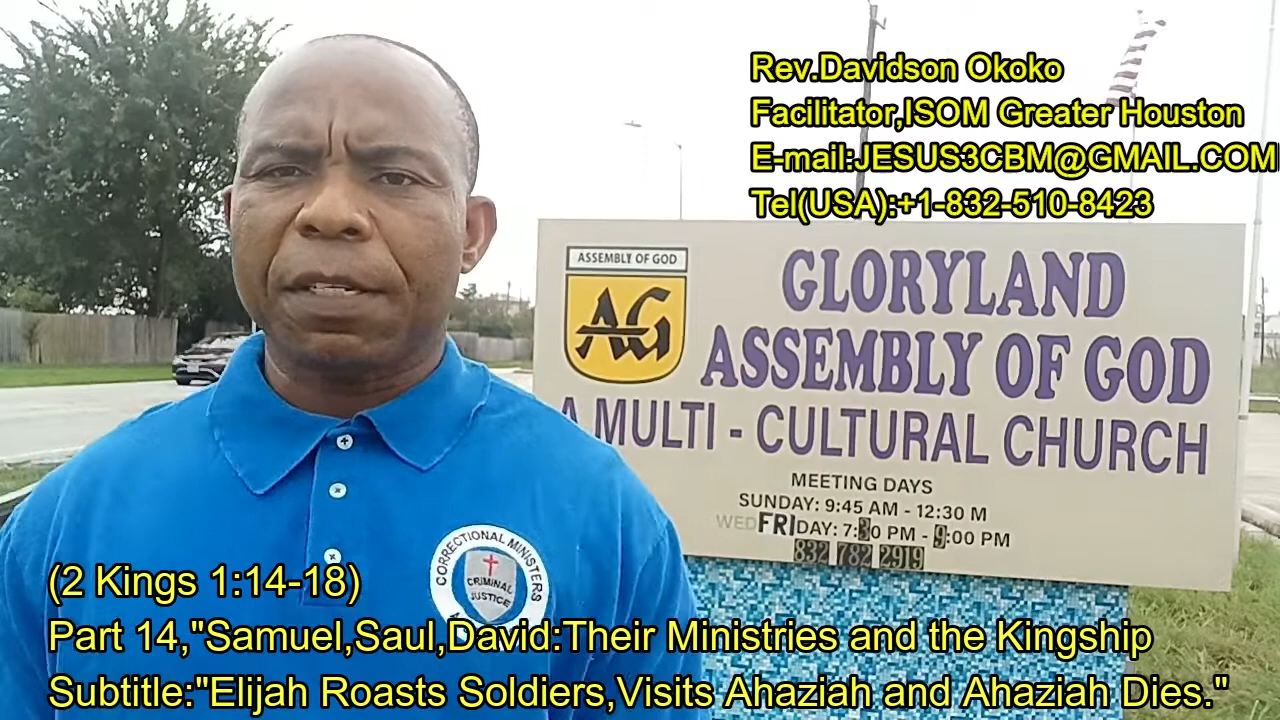 Rev.Davidson Okoko
Facilitator,ISOM Greater Houston
E-mail:JESUS3CBM@GMAIL.COM
Tel(USA):+1-832-510-8423
ASSEMBLY OF GOD
AG
GLORYLAND
ASSEMBLY OF GOD
A MULTI - CULTURAL CHURCH
MEETING DAYS
SUNDAY: 9:45 AM - 12:30 M
WED FRIDAY: 7:30 PM - 9:00 PM
832 782 2919
CORRECTIONAL MINISTERS
CRIMINAL
JUSTICE
(2 Kings 1:14-18)
Part 14,"Samuel,Saul,David:Their Ministries and the Kingship
Subtitle:"Elijah Roasts Soldiers,Visits Ahaziah and Ahaziah Dies."